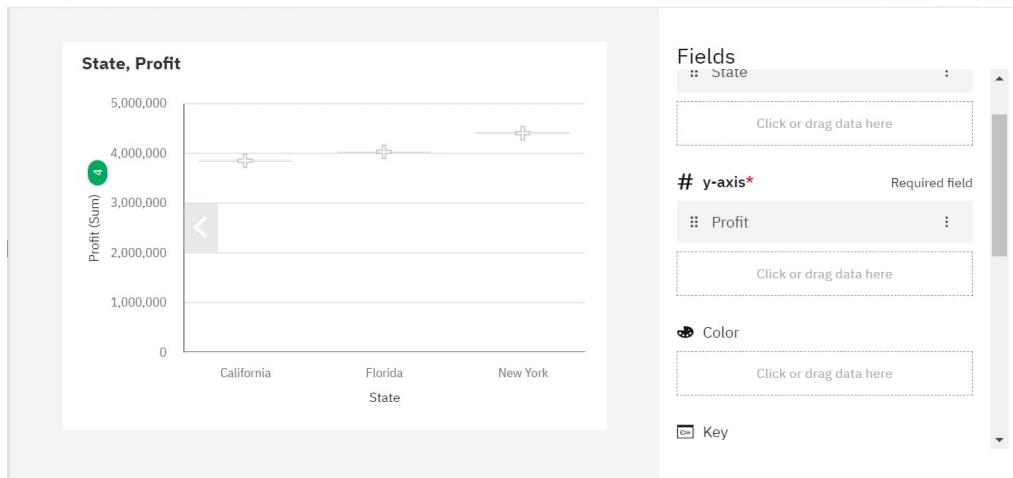 State, Profit
5,000,000
4,000,000
3,000,000
2,000,000
1,000,000
0
Profit (Sum)
4
California Florida New York
State
Fields
State
Click or drag data here
# y-axis* Required field
Profit
Click or drag data here
Color
Click or drag data here
Key